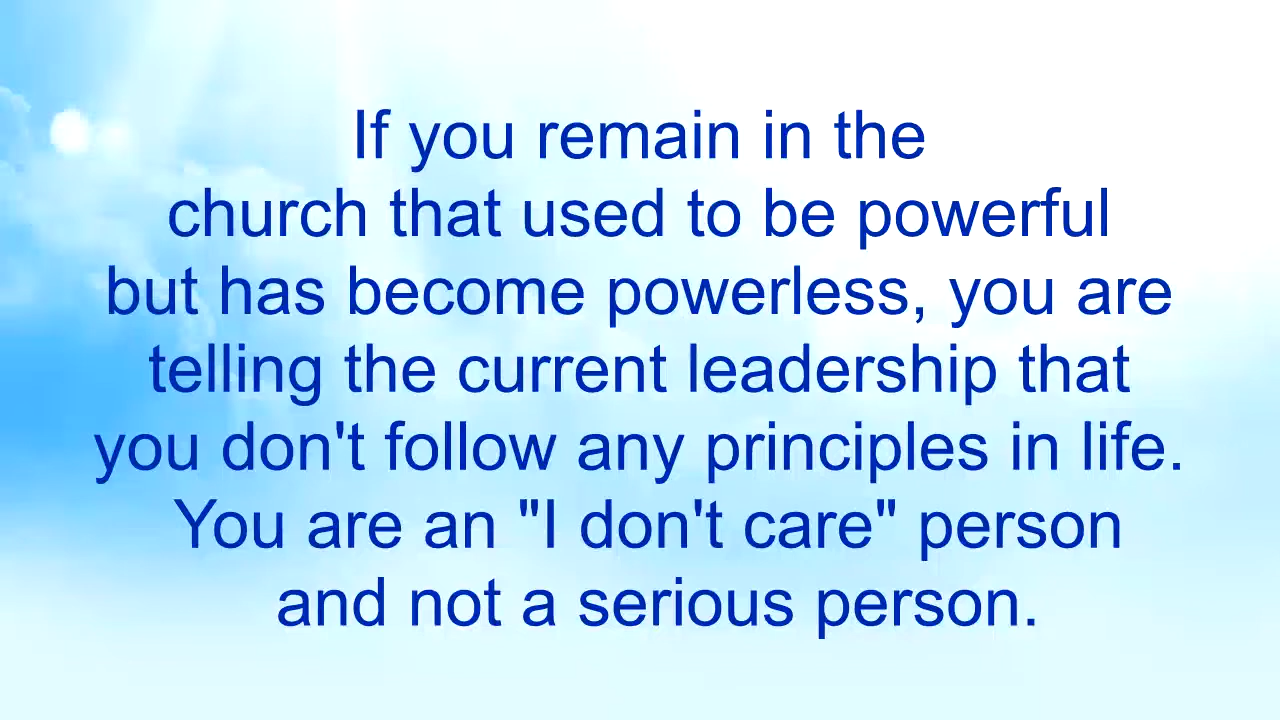 If you remain in the
church that used to be powerful
but has become powerless, you are
telling the current leadership that
you don't follow any principles in life.
You are an "I don't care" person
and not a serious person.